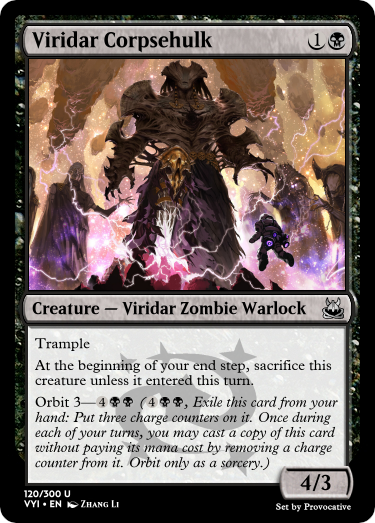 Viridar Corpsehulk 1
Creature — Viridar Zombie Warlock
Trample
At the beginning of your end step, sacrifice this
creature unless it entered this turn.
Orbit 3—4 (4, Exile this card from
your hand: Put three charge counters on it. Once during
each of your turns, you may cast a copy of this card
without paying its mana cost by removing a charge
counter from it. Orbit only as a sorcery.)
4/3
120/300 U
VYI • EN Zhang Li
Set by Provocative